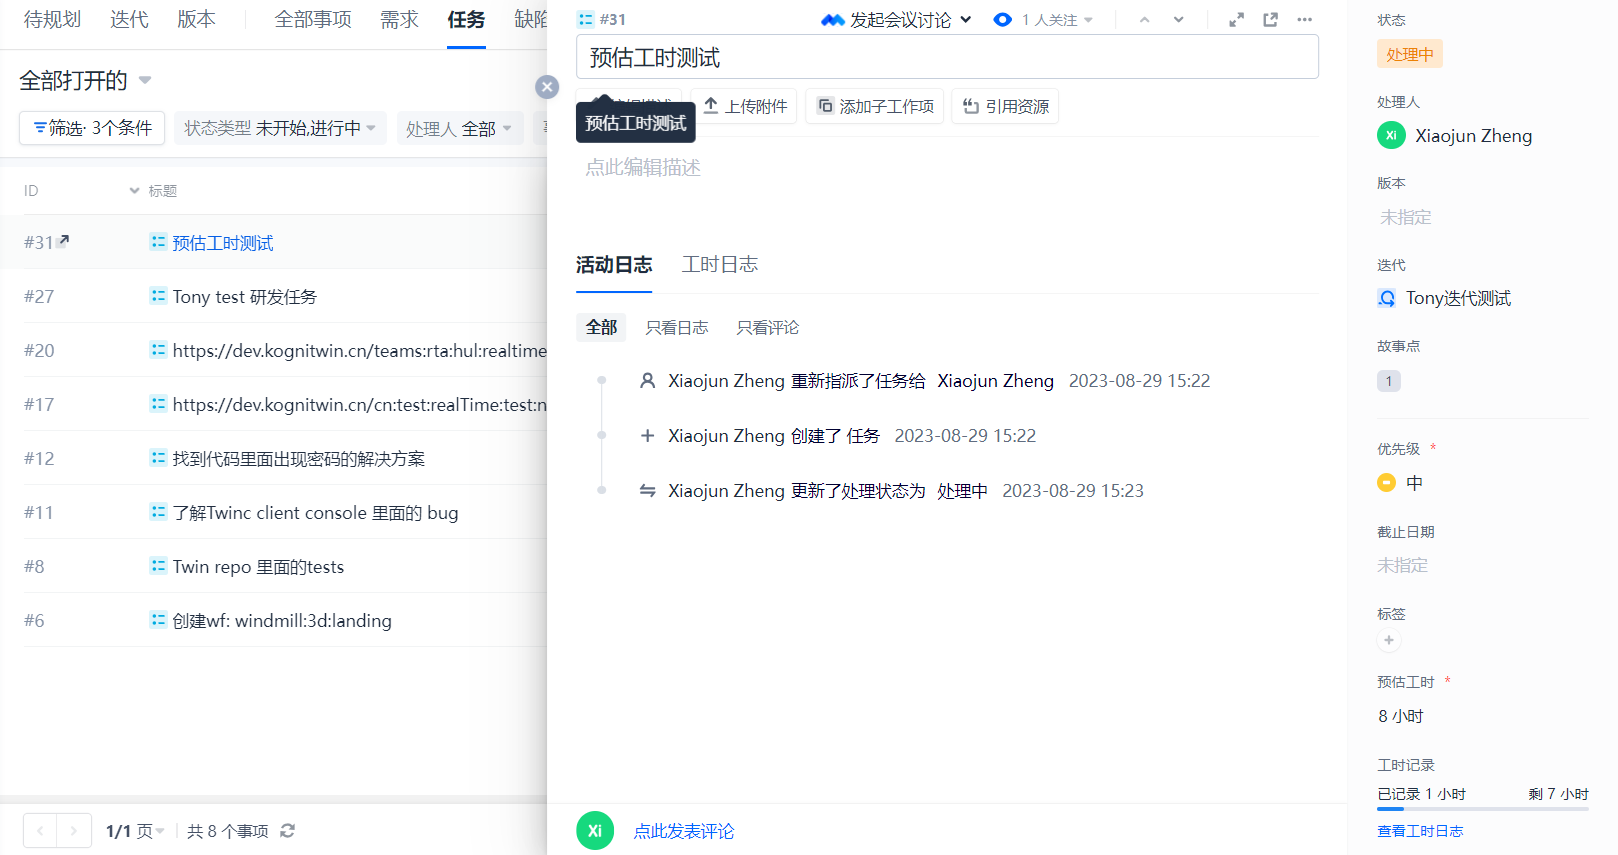 待规划 迭代 版本 全部事项 需求 任务 缺陷
全部打开的
筛选: 3个条件 状态类型 未开始,进行中 处理人 全部
ID 标题
#31 预估工时测试
#27 Tony test 研发任务
#20 https://dev.kognitwin.cn/teams:rta:hul:realtime
#17 https://dev.kognitwin.cn/cn:test:realTime:test:n
#12 找到代码里面出现密码的解决方案
#11 了解Twinc client console 里面的 bug
#8 Twin repo 里面的tests
#6 创建wf: windmill:3d:landing
1/1 页 共 8 个事项
#31 发起会议讨论 1 人关注
预估工时测试
上传附件 添加子工作项 引用资源
预估工时测试
点此编辑描述
活动日志 工时日志
全部 只看日志 只看评论
Xiaojun Zheng 重新指派了任务给 Xiaojun Zheng 2023-08-29 15:22
Xiaojun Zheng 创建了 任务 2023-08-29 15:22
Xiaojun Zheng 更新了处理状态为 处理中 2023-08-29 15:23
Xi 点此发表评论
状态
处理中
处理人
Xi Xiaojun Zheng
版本
未指定
迭代
Tony迭代测试
故事点
1
优先级 *
中
截止日期
未指定
标签
预估工时 *
8 小时
工时记录
已记录 1 小时 剩 7 小时
查看工时日志